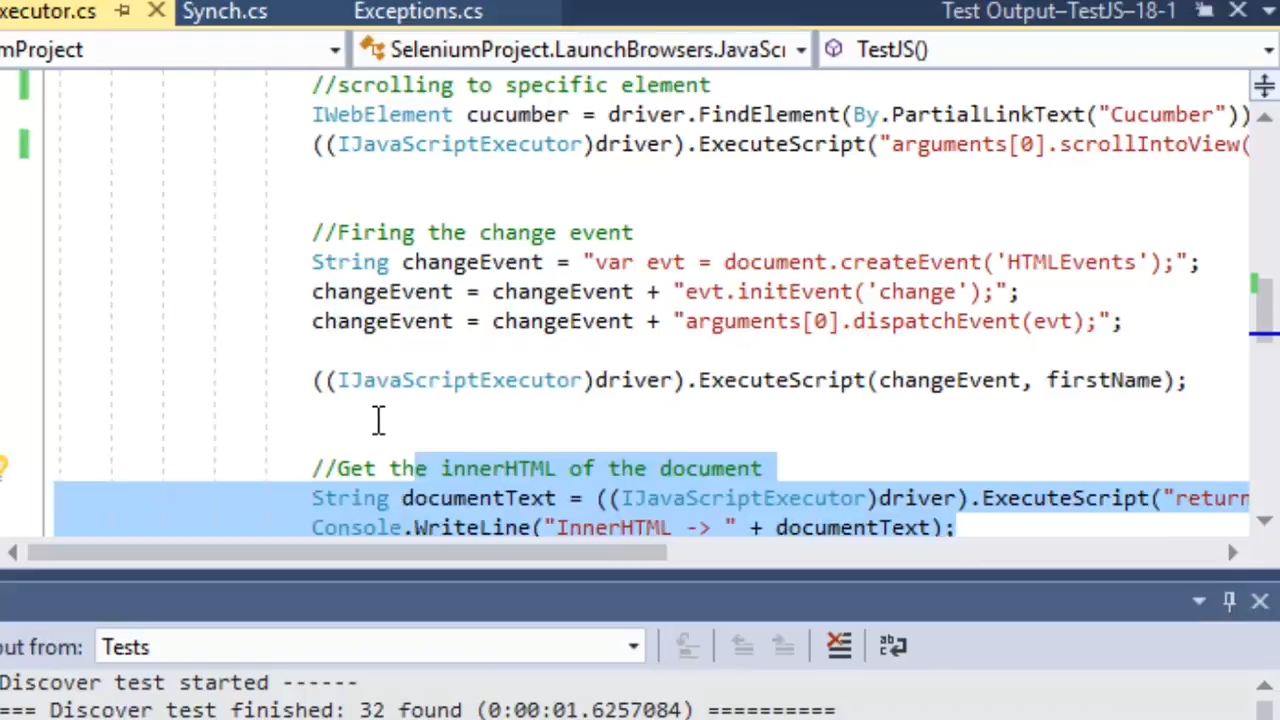 xecutor.cs Synch.cs Exceptions.cs Test Output–TestJS–18-1
mProject SeleniumProject.LaunchBrowsers.JavaScı TestJS()
//scrolling to specific element
IWebElement cucumber = driver.FindElement(By.PartialLinkText("Cucumber"))
((IJavaScriptExecutor)driver).ExecuteScript("arguments[0].scrollIntoView(
//Firing the change event
String changeEvent = "var evt = document.createEvent('HTMLEvents');";
changeEvent = changeEvent + "evt.initEvent('change');";
changeEvent = changeEvent + "arguments[0].dispatchEvent(evt);";
((IJavaScriptExecutor)driver).ExecuteScript(changeEvent, firstName);
//Get the innerHTML of the document
String documentText = ((IJavaScriptExecutor)driver).ExecuteScript("return
Console.WriteLine("InnerHTML -> " + documentText);
out from: Tests
Discover test started ------
=== Discover test finished: 32 found (0:00:01.6257084) ==========